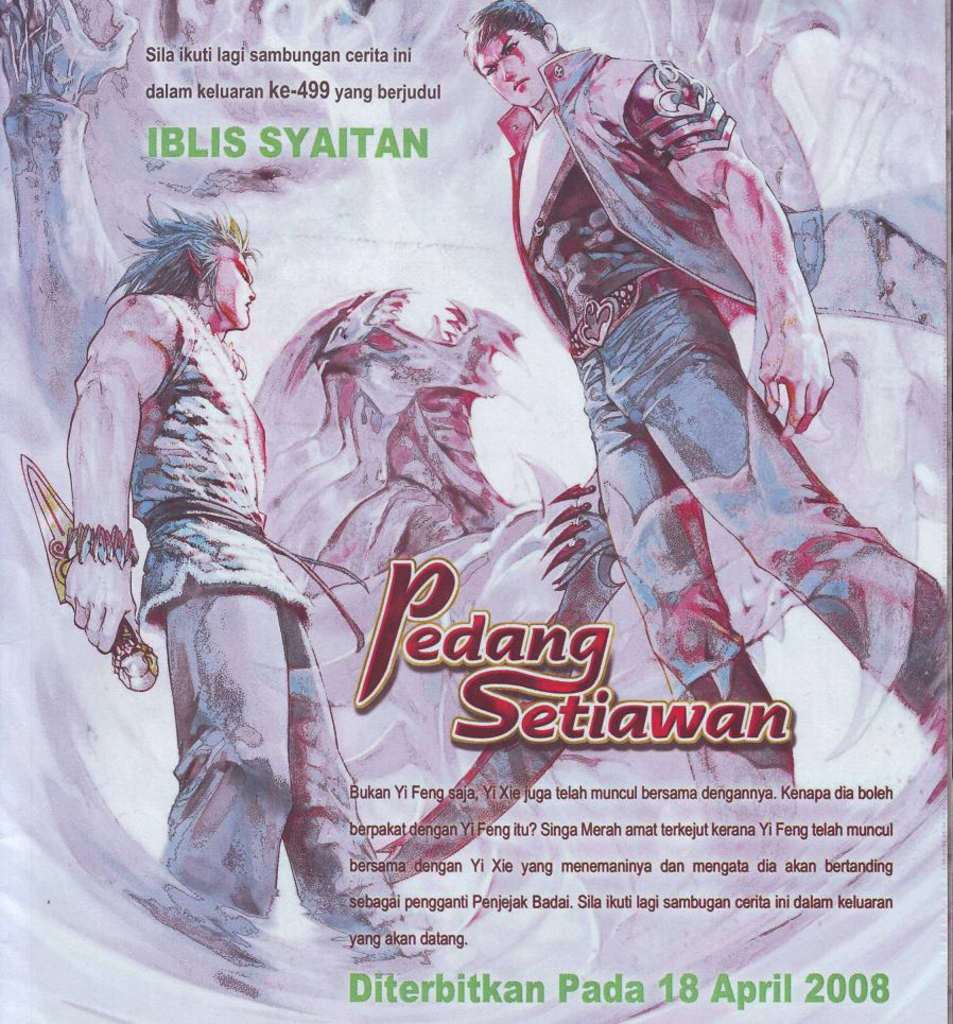 Sila ikuti lagi sambungan cerita ini
dalam keluaran ke-499 yang berjudul
IBLIS SYAITAN
Pedang
Setiawan
Bukan Yi Feng saja, Yi Xie juga telah muncul bersama dengannya. Kenapa dia boleh
berpakat dengan Yi Feng itu? Singa Merah amat terkejut kerana Yi Feng telah muncul
bersama dengan Yi Xie yang menemaninya dan mengata dia akan bertanding
sebagai pengganti Penjejak Badai. Sila ikuti lagi sambugan cerita ini dalam keluaran
yang akan datang.
Diterbitkan Pada 18 April 2008